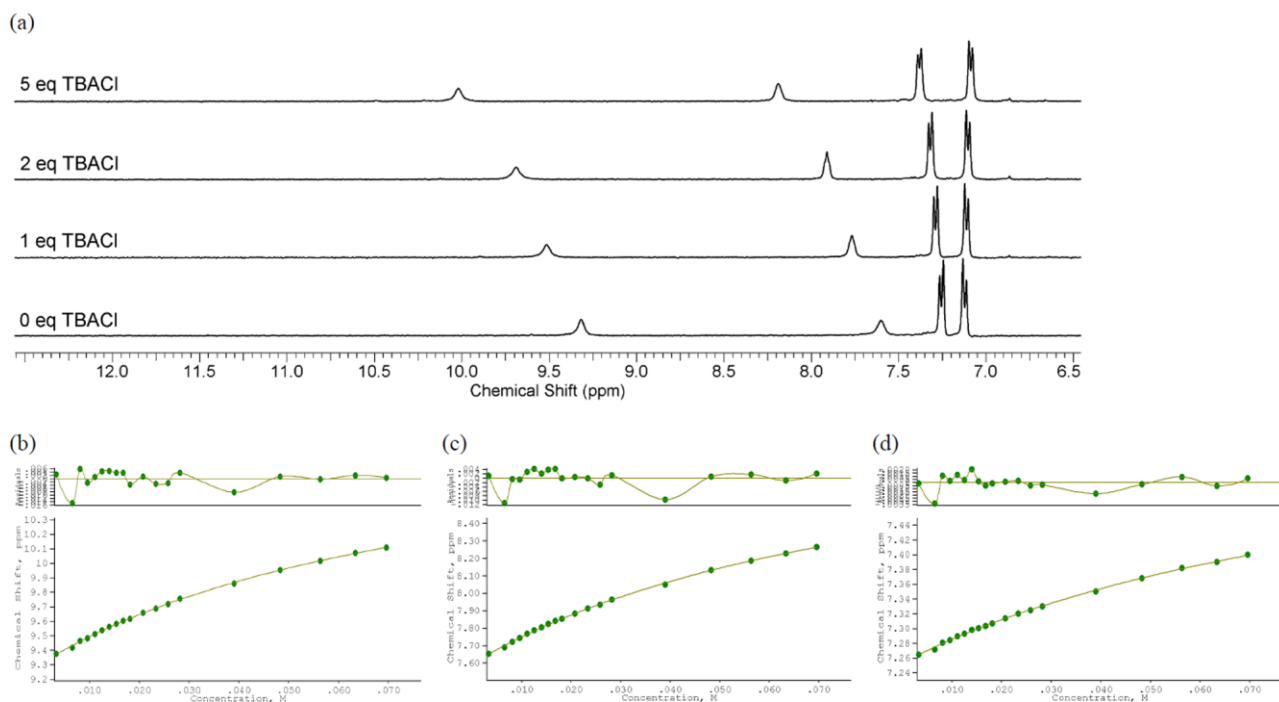 (a)
5 eq TBACl
2 eq TBACl
1 eq TBACl
0 eq TBACl
12.0 11.5 11.0 10.5 10.0 9.5 9.0 8.5 8.0 7.5 7.0 6.5
Chemical Shift (ppm)
(b)
10.3
10.1
10.0
9.9
9.8
9.6
9.5
9.4
9.3
9.2
Chemical Shift, ppm
.010 .020 .030 .040 .050 .060 .070
Concentration, M
(c)
8.40
8.30
8.20
8.10
8.00
7.90
7.80
7.70
7.60
Chemical Shift, ppm
.010 .020 .030 .040 .050 .060 .070
Concentration, M
(d)
7.44
7.42
7.40
7.38
7.36
7.34
7.32
7.30
7.28
7.26
7.24
Chemical Shift, ppm
.010 .020 .030 .040 .050 .060 .070
Concentration, M